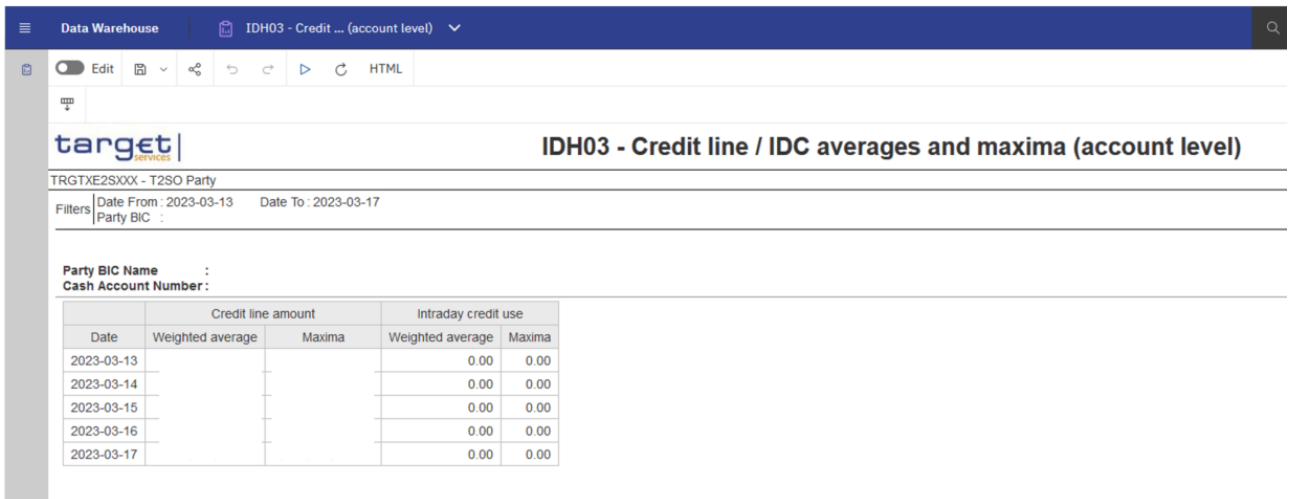 Data Warehouse IDH03 - Credit ... (account level)
Edit HTML
target services IDH03 - Credit line / IDC averages and maxima (account level)
TRGTXE2SXXX - T2SO Party
Filters Date From : 2023-03-13 Date To : 2023-03-17
Party BIC :
Party BIC Name :
Cash Account Number :
Credit line amount Intraday credit use
Date Weighted average Maxima Weighted average Maxima
2023-03-13 0.00 0.00
2023-03-14 0.00 0.00
2023-03-15 0.00 0.00
2023-03-16 0.00 0.00
2023-03-17 0.00 0.00